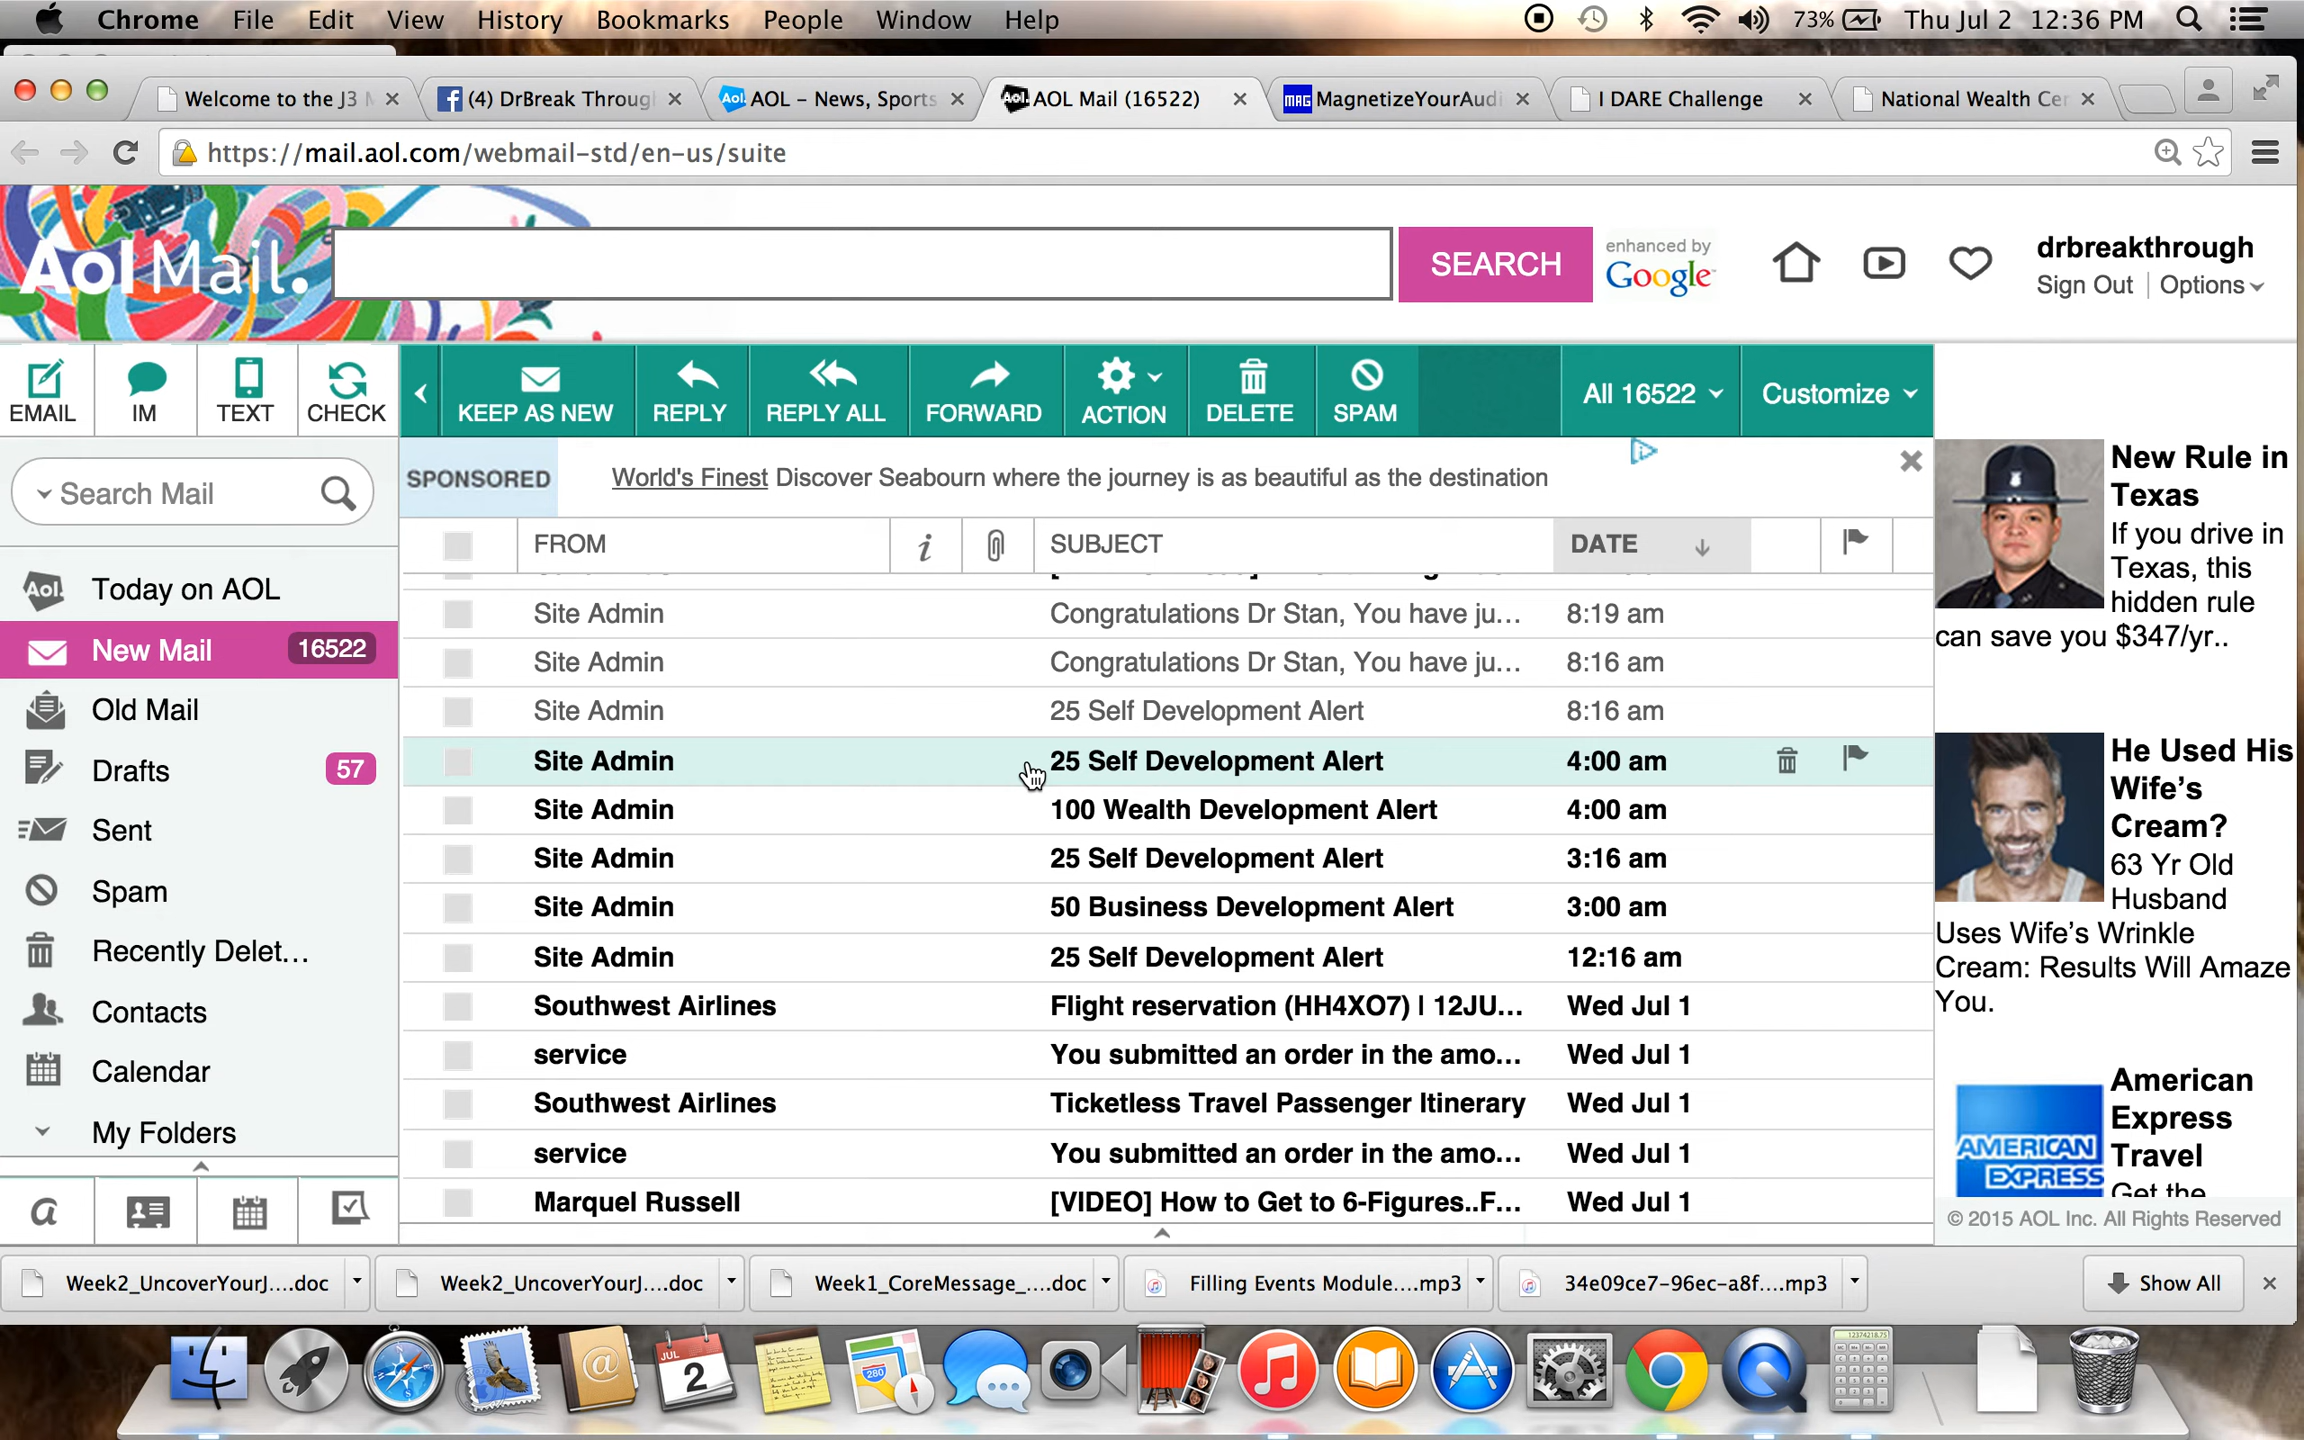 Chrome File Edit View History Bookmarks People Window Help 73% Thu Jul 2 12:36 PM
Welcome to the J3 (4) DrBreak Throug AOL - News, Sports AOL Mail (16522) MAG MagnetizeYourAudi I DARE Challenge National Wealth Cer
https://mail.aol.com/webmail-std/en-us/suite
Aol Mail. SEARCH enhanced by Google drbreakthrough
Sign Out Options
EMAIL IM TEXT CHECK KEEP AS NEW REPLY REPLY ALL FORWARD ACTION DELETE SPAM All 16522 Customize
Search Mail
SPONSORED World's Finest Discover Seabourn where the journey is as beautiful as the destination
FROM SUBJECT DATE
Today on AOL
New Mail 16522
Old Mail
Drafts 57
Sent
Spam
Recently Delet...
Contacts
Calendar
My Folders
Site Admin Congratulations Dr Stan, You have ju... 8:19 am
Site Admin Congratulations Dr Stan, You have ju... 8:16 am
Site Admin 25 Self Development Alert 8:16 am
Site Admin 25 Self Development Alert 4:00 am
Site Admin 100 Wealth Development Alert 4:00 am
Site Admin 25 Self Development Alert 3:16 am
Site Admin 50 Business Development Alert 3:00 am
Site Admin 25 Self Development Alert 12:16 am
Southwest Airlines Flight reservation (HH4XO7) | 12JU... Wed Jul 1
service You submitted an order in the amo... Wed Jul 1
Southwest Airlines Ticketless Travel Passenger Itinerary Wed Jul 1
service You submitted an order in the amo... Wed Jul 1
Marquel Russell [VIDEO] How to Get to 6-Figures..F... Wed Jul 1
New Rule in
Texas
If you drive in
Texas, this
hidden rule
can save you $347/yr..
He Used His
Wife's
Cream?
63 Yr Old
Husband
Uses Wife's Wrinkle
Cream: Results Will Amaze
You.
American
Express
Travel
Get the
AMERICAN
EXPRESS
© 2015 AOL Inc. All Rights Reserved
Week2_UncoverYourJ....doc Week2_UncoverYourJ....doc Week1_CoreMessage_....doc Filling Events Module....mp3 34e09ce7-96ec-a8f....mp3 Show All
JUL
2
280